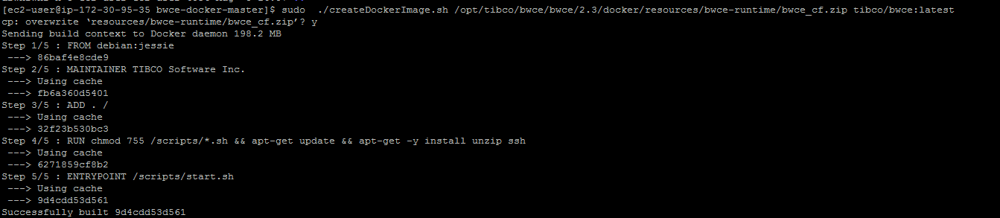 [ec2-user@ip-172-30-95-35 bwce-docker-master]$ sudo  ./createDockerImage.sh /opt/tibco/bwce/bwce/2.3/docker/resources/bwce-runtime/bwce_cf.zip tibco/bwce:latest
cp: overwrite ‘resources/bwce-runtime/bwce_cf.zip’? y
Sending build context to Docker daemon 198.2 MB
Step 1/5 : FROM debian:jessie
 ---> 86baf4e8cde9
Step 2/5 : MAINTAINER TIBCO Software Inc.
 ---> Using cache
 ---> fb6a360d5401
Step 3/5 : ADD . /
 ---> Using cache
 ---> 32f23b530bc3
Step 4/5 : RUN chmod 755 /scripts/*.sh && apt-get update && apt-get -y install unzip ssh
 ---> Using cache
 ---> 6271859cf8b2
Step 5/5 : ENTRYPOINT /scripts/start.sh
 ---> Using cache
 ---> 9d4cdd53d561
Successfully built 9d4cdd53d561